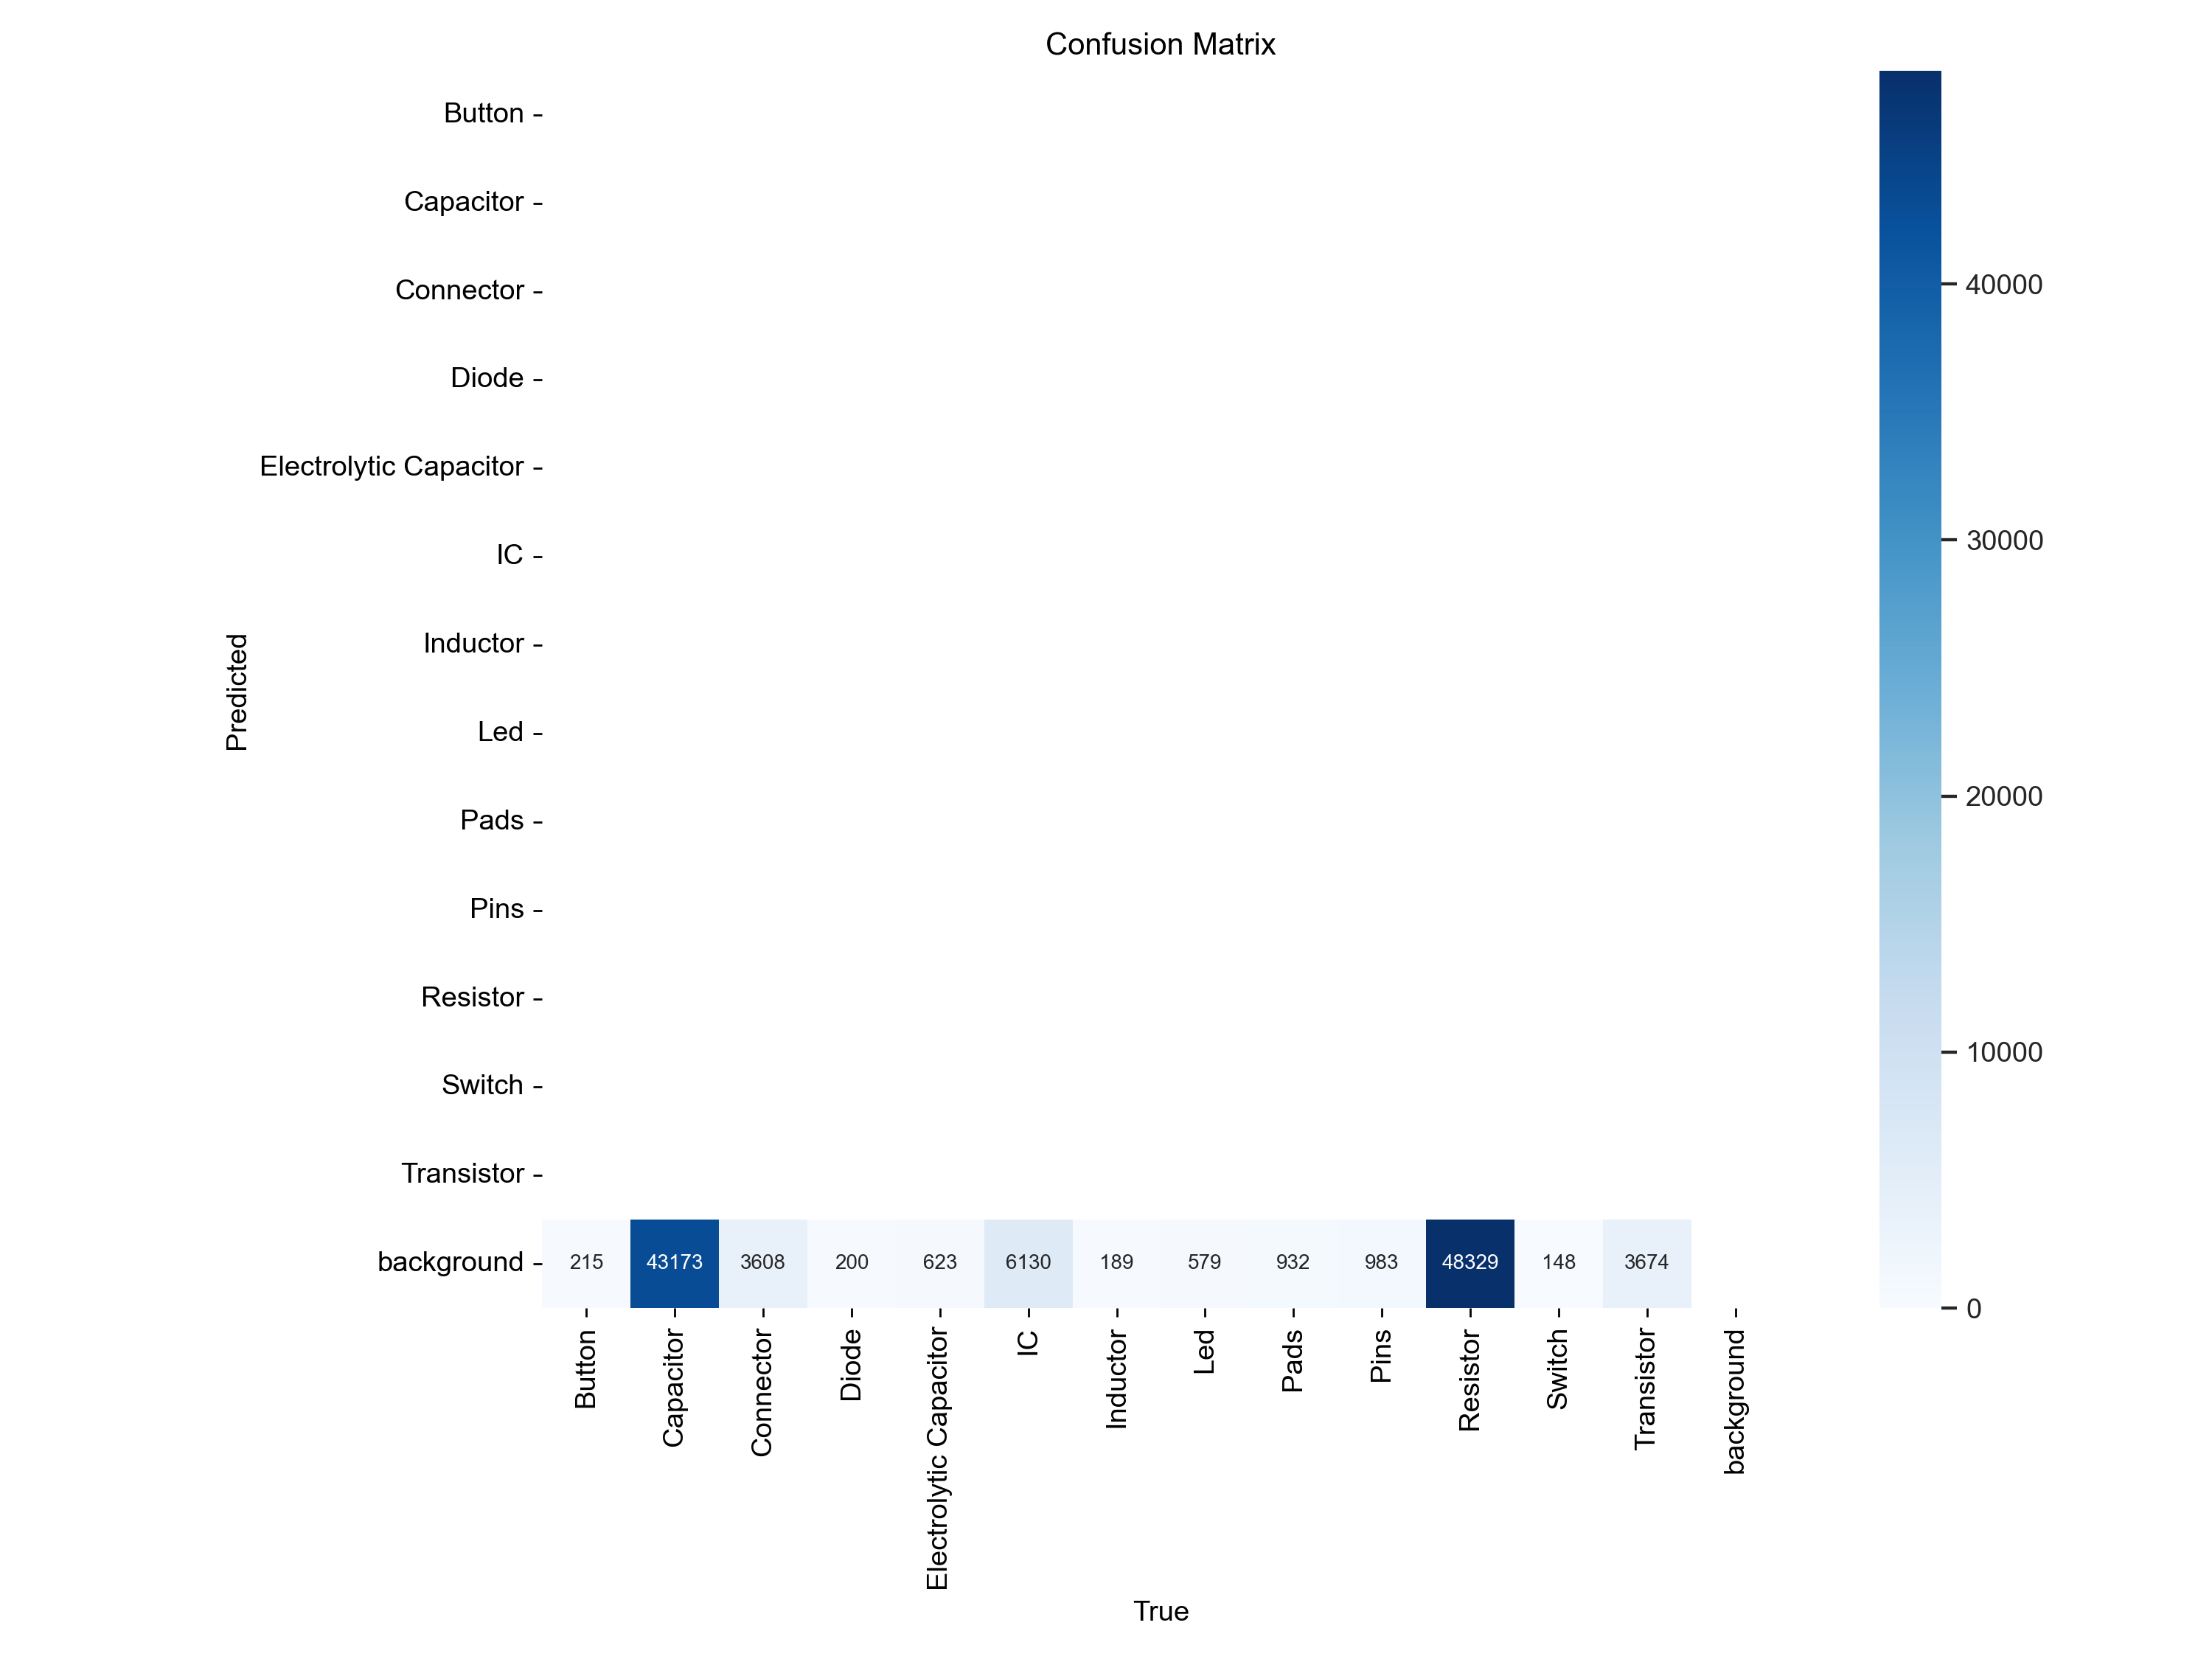 Confusion Matrix
Predicted
Button
Capacitor
Connector
Diode
Electrolytic Capacitor
IC
Inductor
Led
Pads
Pins
Resistor
Switch
Transistor
background
215 43173 3608 200 623 6130 189 579 932 983 48329 148 3674
Button
Capacitor
Connector
Diode
Electrolytic Capacitor
IC
Inductor
Led
Pads
Pins
Resistor
Switch
Transistor
background
True
40000
30000
20000
10000
0